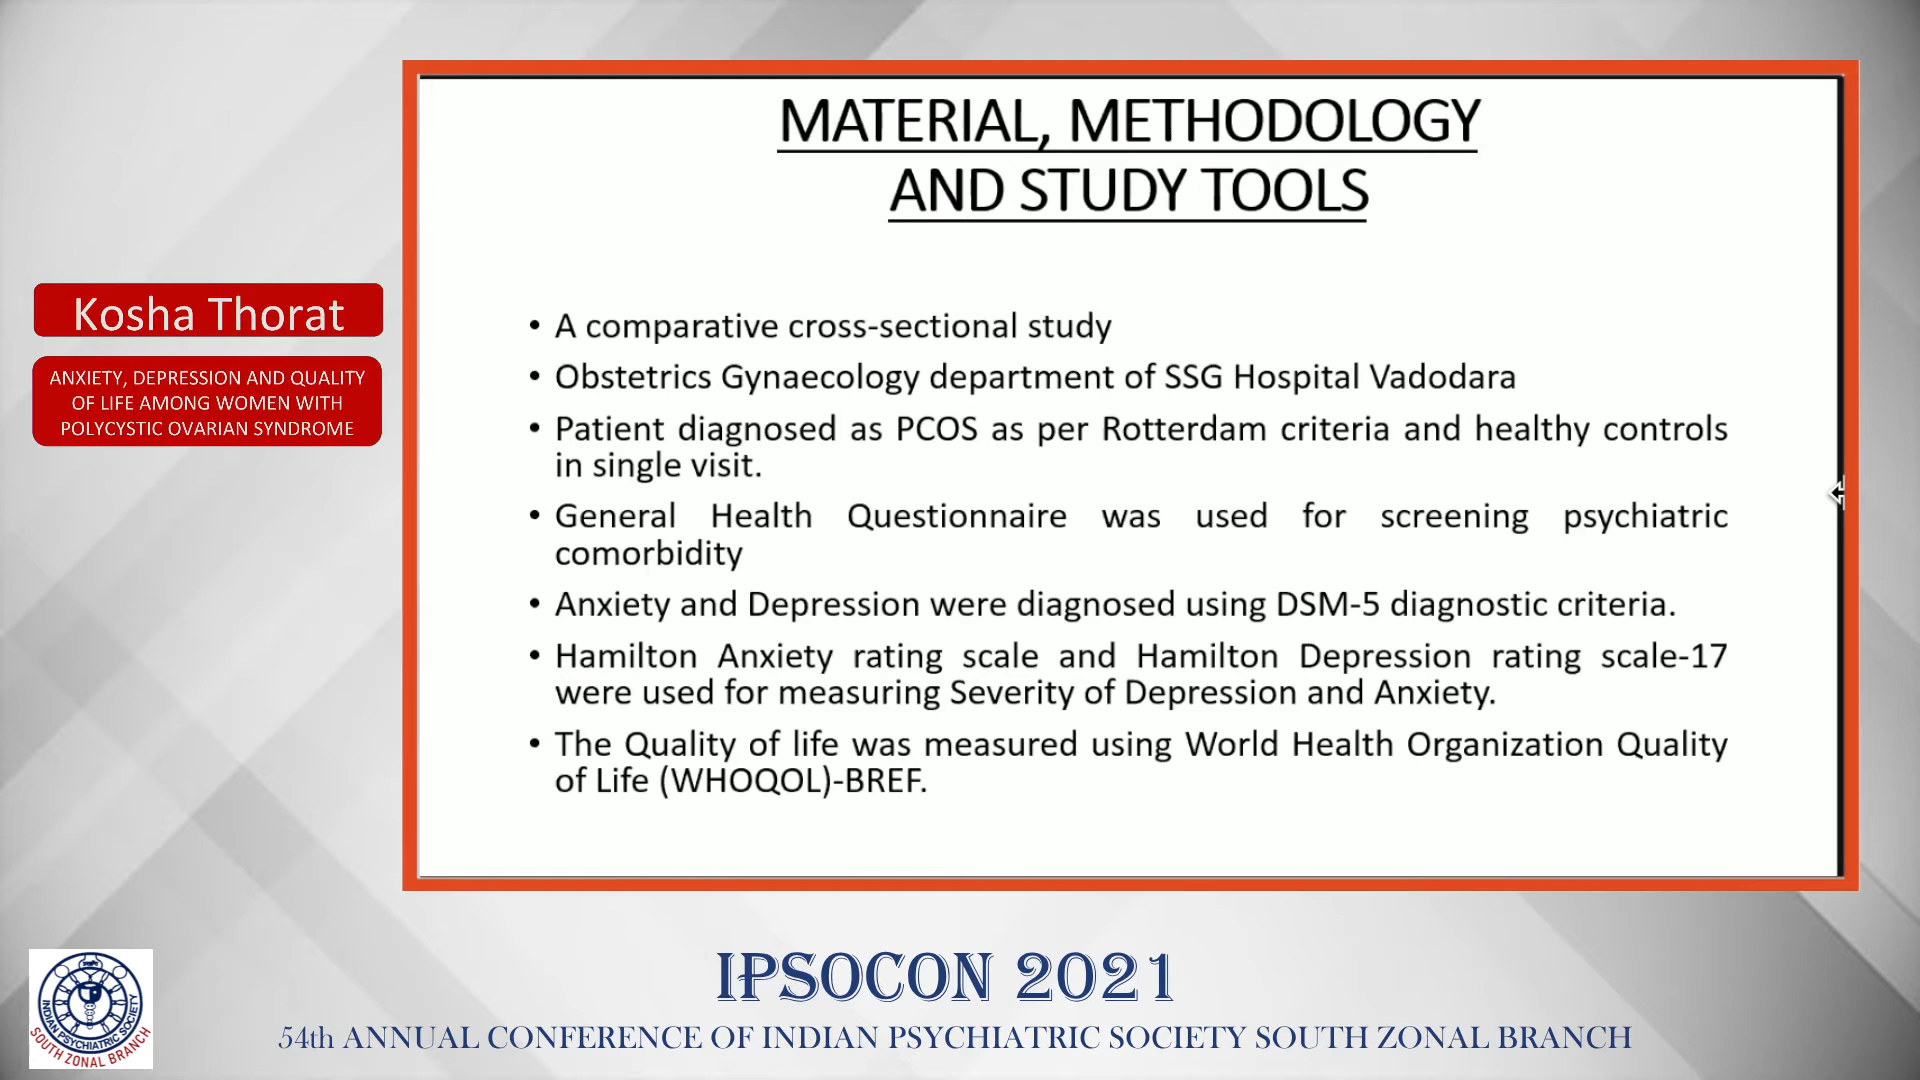 MATERIAL, METHODOLOGY
AND STUDY TOOLS
Kosha Thorat
ANXIETY, DEPRESSION AND QUALITY
OF LIFE AMONG WOMEN WITH
POLYCYSTIC OVARIAN SYNDROME
• A comparative cross-sectional study
• Obstetrics Gynaecology department of SSG Hospital Vadodara
• Patient diagnosed as PCOS as per Rotterdam criteria and healthy controls
in single visit.
• General Health Questionnaire was used for screening psychiatric
comorbidity
• Anxiety and Depression were diagnosed using DSM-5 diagnostic criteria.
• Hamilton Anxiety rating scale and Hamilton Depression rating scale-17
were used for measuring Severity of Depression and Anxiety.
• The Quality of life was measured using World Health Organization Quality
of Life (WHOQOL)-BREF.
INDIAN PSYCHIATRIC SOCIETY
SOUTH ZONAL BRANCH
IPSOCON 2021
54th ANNUAL CONFERENCE OF INDIAN PSYCHIATRIC SOCIETY SOUTH ZONAL BRANCH